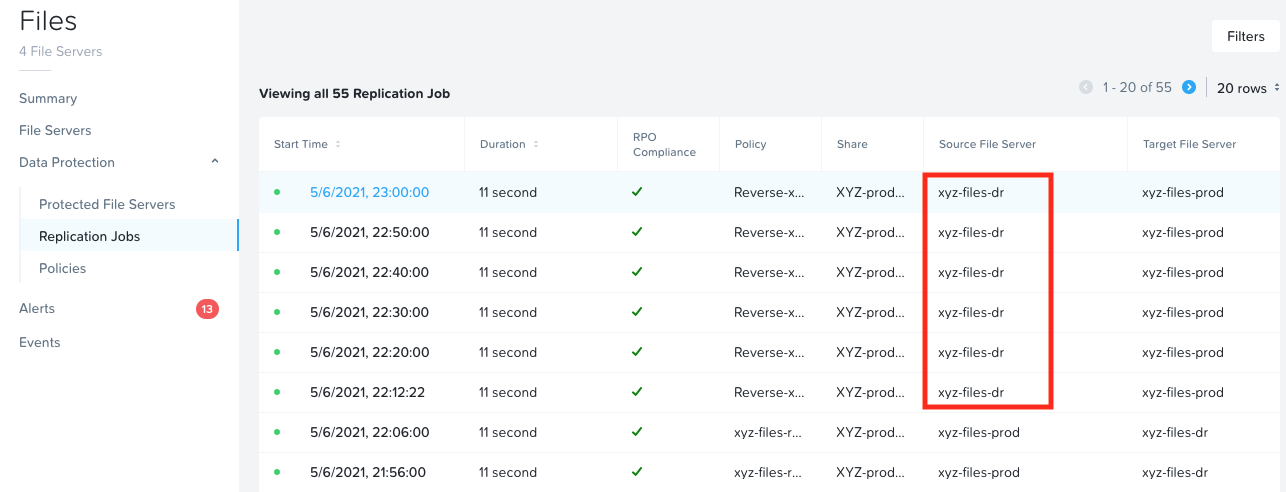 Files
4 File Servers
Summary
File Servers
Data Protection
Protected File Servers
Replication Jobs
Policies
Alerts 13
Events
Filters
Viewing all 55 Replication Job
1 - 20 of 55 20 rows
Start Time Duration RPO Compliance Policy Share Source File Server Target File Server
5/6/2021, 23:00:00 11 second Reverse-x... XYZ-prod... xyz-files-dr xyz-files-prod
5/6/2021, 22:50:00 11 second Reverse-x... XYZ-prod... xyz-files-dr xyz-files-prod
5/6/2021, 22:40:00 11 second Reverse-x... XYZ-prod... xyz-files-dr xyz-files-prod
5/6/2021, 22:30:00 11 second Reverse-x... XYZ-prod... xyz-files-dr xyz-files-prod
5/6/2021, 22:20:00 11 second Reverse-x... XYZ-prod... xyz-files-dr xyz-files-prod
5/6/2021, 22:12:22 11 second Reverse-x... XYZ-prod... xyz-files-dr xyz-files-prod
5/6/2021, 22:06:00 11 second xyz-files-r... XYZ-prod... xyz-files-prod xyz-files-dr
5/6/2021, 21:56:00 11 second xyz-files-r... XYZ-prod... xyz-files-prod xyz-files-dr